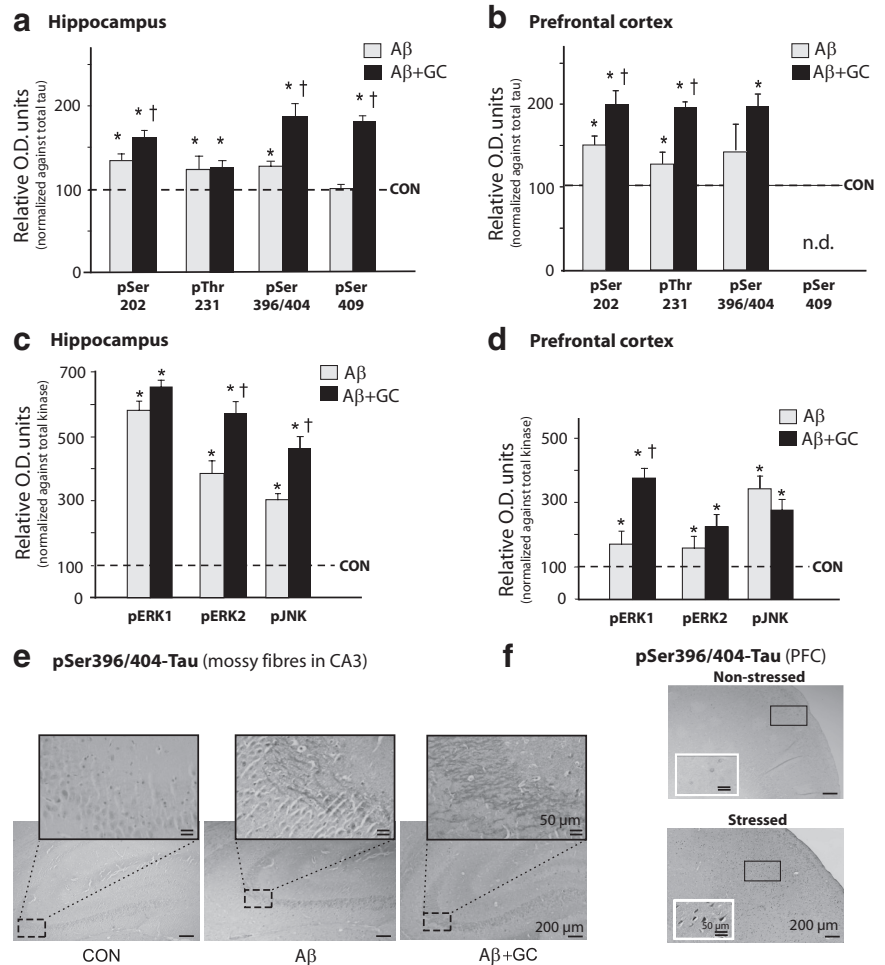 a Hippocampus
Aβ
Aβ+GC
Relative O.D. units
(normalized against total tau)
200
100
0
* * † * * * * † * †
CON
pSer 202
pThr 231
pSer 396/404
pSer 409
b Prefrontal cortex
Aβ
Aβ+GC
Relative O.D. units
(normalized against total tau)
200
100
0
* * † * * † *
CON
n.d.
pSer 202
pThr 231
pSer 396/404
pSer 409
c Hippocampus
Aβ
Aβ+GC
Relative O.D. units
(normalized against total kinase)
700
500
300
100
0
* * * * † * * †
CON
pERK1 pERK2 pJNK
d Prefrontal cortex
Aβ
Aβ+GC
Relative O.D. units
(normalized against total kinase)
500
300
100
0
* * † * * * *
CON
pERK1 pERK2 pJNK
e pSer396/404-Tau (mossy fibres in CA3)
50 µm
200 µm
CON Aβ Aβ+GC
f pSer396/404-Tau (PFC)
Non-stressed
Stressed
50 µm
200 µm